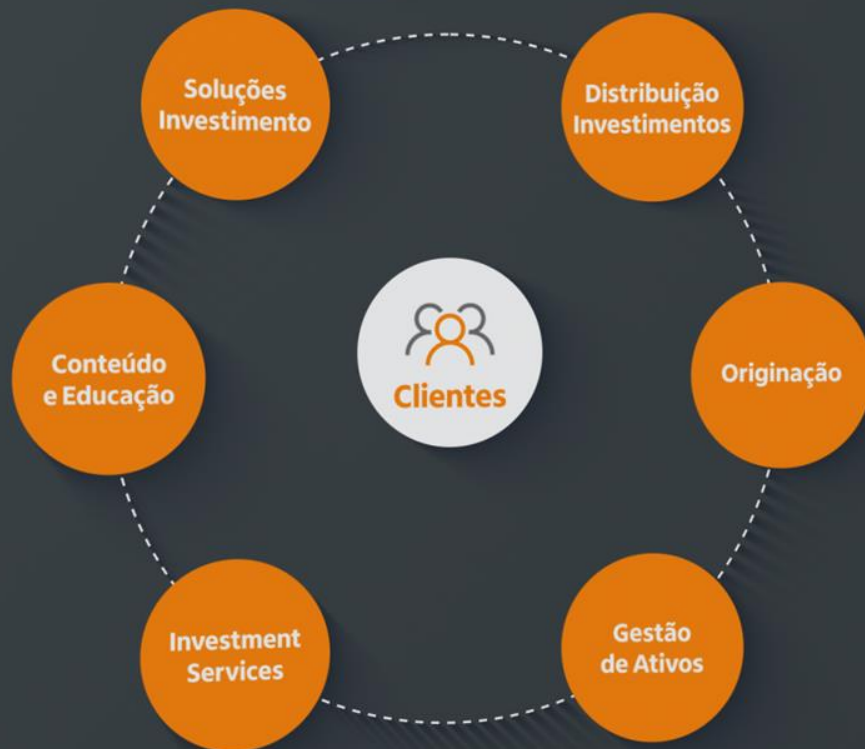 Soluções
Investimento
Distribuição
Investimentos
Conteúdo
e Educação
Clientes
Originação
Investment
Services
Gestão
de Ativos